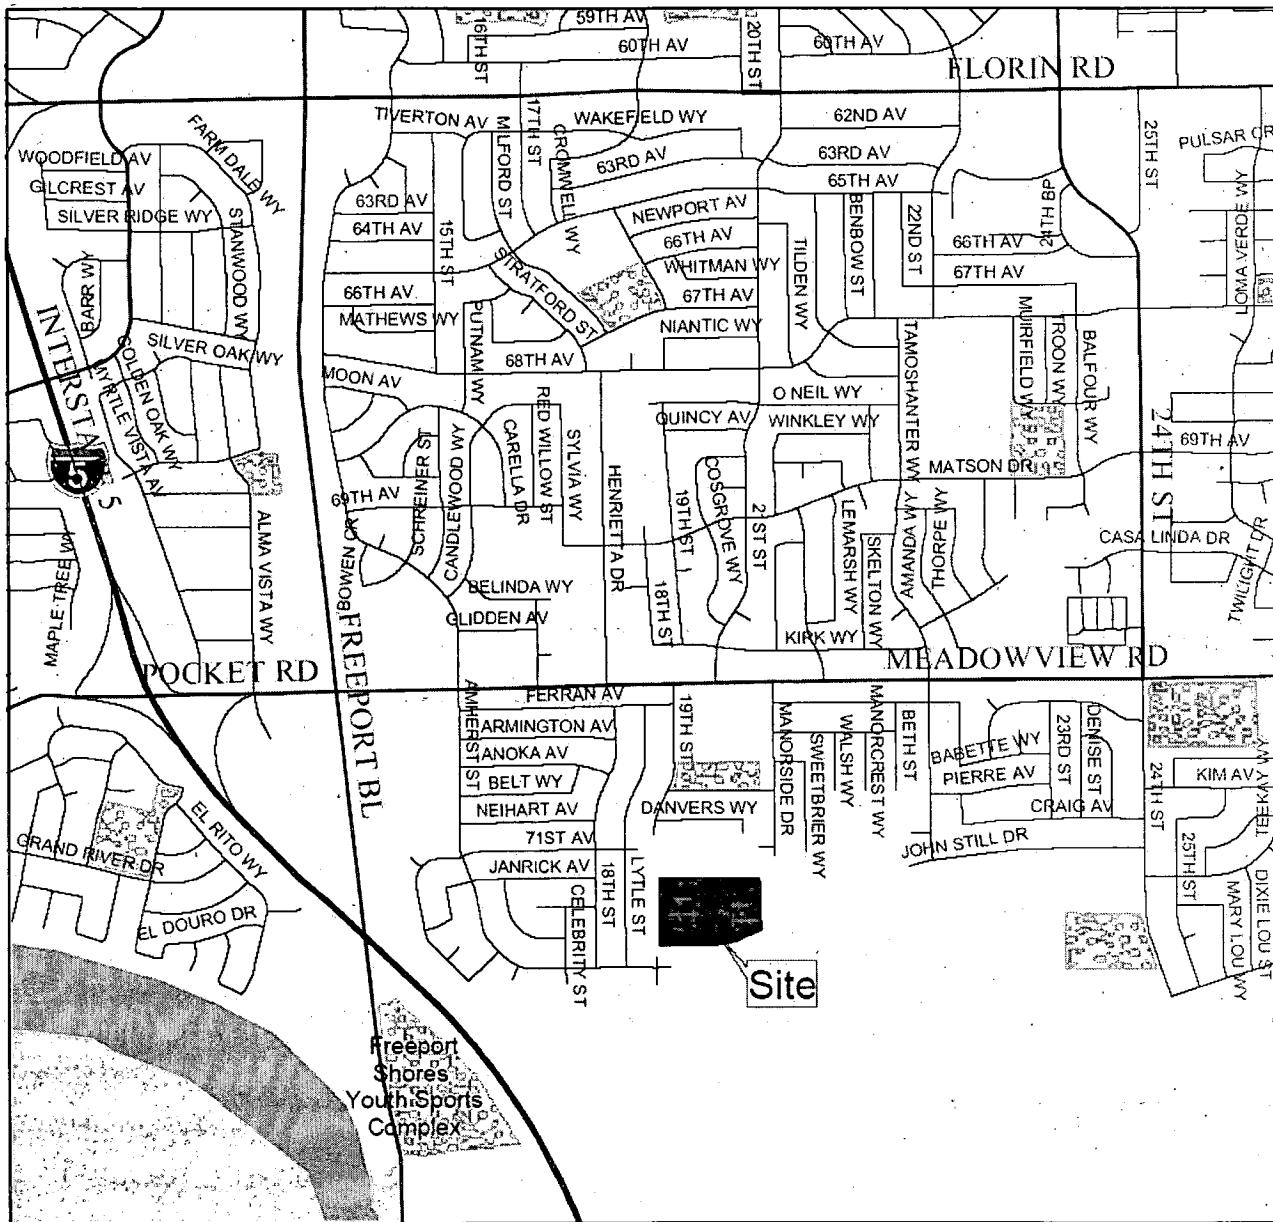 59TH AV
16TH ST
20TH ST
60TH AV
60TH AV
FLORIN RD
TIVERTON AV
17TH ST
WAKEFIELD WY
62ND AV
FARM DALE WY
MILFORD ST
CROMWELL WY
25TH ST
PULSAR CR
WOODFIELD AV
63RD AV
63RD AV
GILCREST AV
65TH AV
SILVER RIDGE WY
63RD AV
NEWPORT AV
BENBOW ST
22ND ST
24TH BP
LOMA VERDE WY
STANWOOD WY
64TH AV
15TH ST
66TH AV
TILDEN WY
66TH AV
BARR WY
STRATFORD ST
WHITMAN WY
67TH AV
66TH AV
67TH AV
INTERSTA
5
MATHEWS WY
PUTNAM WY
NIANTIC WY
MUIRFIELD WY
TROON WY
BALFOUR WY
SILVER OAK WY
GOLDEN OAK WY
MYRTLE VISTA AV
68TH AV
TAMOSHANTER WY
MOON AV
O NEIL WY
RED WILLOW ST
QUINCY AV
WINKLEY WY
24TH ST
SCHREINER ST
CANDLEWOOD WY
CARELLA DR
SYLVIA WY
69TH AV
HENRIETTA DR
COSGROVE WY
MATSON DR
69TH AV
19TH ST
21ST ST
LEMARSH WY
AMANDA WY
THORPE WY
ALMA VISTA WY
BOWEN CR
SKELTON WY
CASA LINDA DR
MAPLE TREE WY
BELINDA WY
18TH ST
TWILIGHT DR
GLIDDEN AV
KIRK WY
POCKET RD
FREEPORT BL
MEADOWVIEW RD
AMHERST ST
FERRAN AV
19TH ST
MANORSIDE DR
MANORCREST WY
BETH ST
23RD ST
DENISE ST
ARMINGTON AV
SWEETBRIER WY
WALSH WY
BABETTE WY
ANOKA AV
PIERRE AV
24TH ST
KIM AV
TEEKAY WY
BELT WY
NEIHART AV
DANVERS WY
CRAIG AV
EL RITO WY
71ST AV
JOHN STILL DR
25TH ST
GRAND RIVER DR
JANRICK AV
18TH ST
LYTLE ST
MARY LOU WY
DIXIE LOU ST
EL DOURO DR
CELEBRITY ST
Site
Freeport
Shores
Youth Sports
Complex